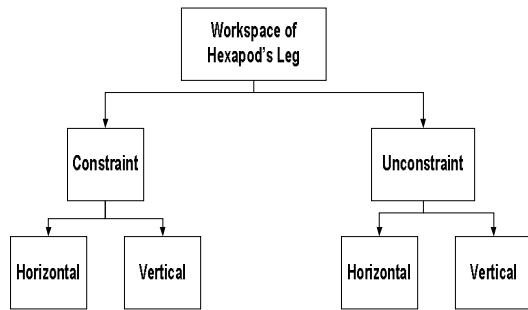 Workspace of
Hexapod's Leg
Constraint
Unconstraint
Horizontal
Vertical
Horizontal
Vertical